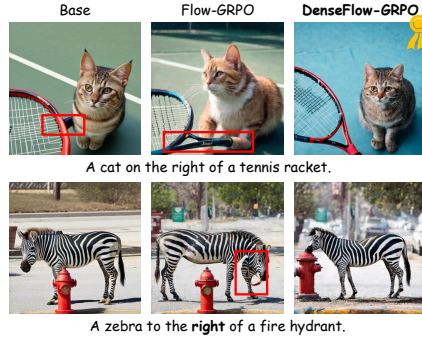 Base Flow-GRPO DenseFlow-GRPO
A cat on the right of a tennis racket.
A zebra to the right of a fire hydrant.